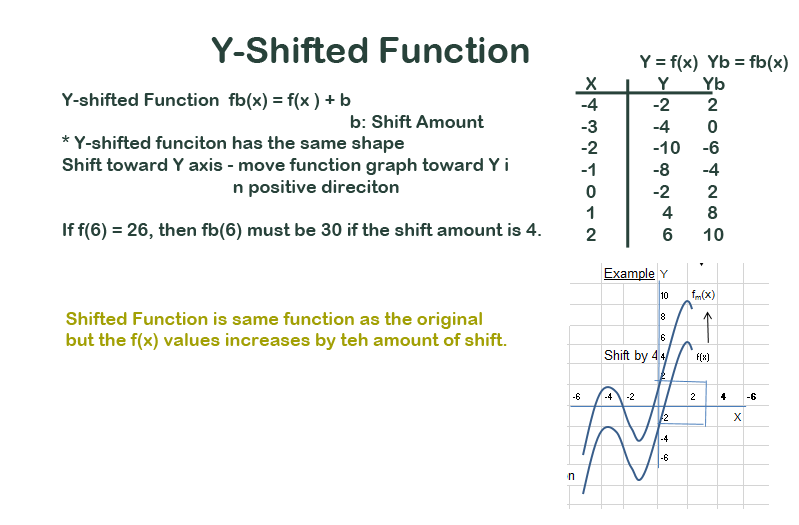 Y-Shifted Function
Y-shifted Function fb(x) = f(x ) + b
b: Shift Amount
* Y-shifted funciton has the same shape
Shift toward Y axis - move function graph toward Y i
n positive direciton
If f(6) = 26, then fb(6) must be 30 if the shift amount is 4.
Shifted Function is same function as the original
but the f(x) values increases by teh amount of shift.
Y = f(x) Yb = fb(x)
X Y Yb
-4 -2 2
-3 -4 0
-2 -10 -6
-1 -8 -4
0 -2 2
1 4 8
2 6 10
Example Y
10 fm(x)
8
6
Shift by 4 4 f(x)
2
-6 -4 -2 2 4 -6
-2 X
-4
-6
n